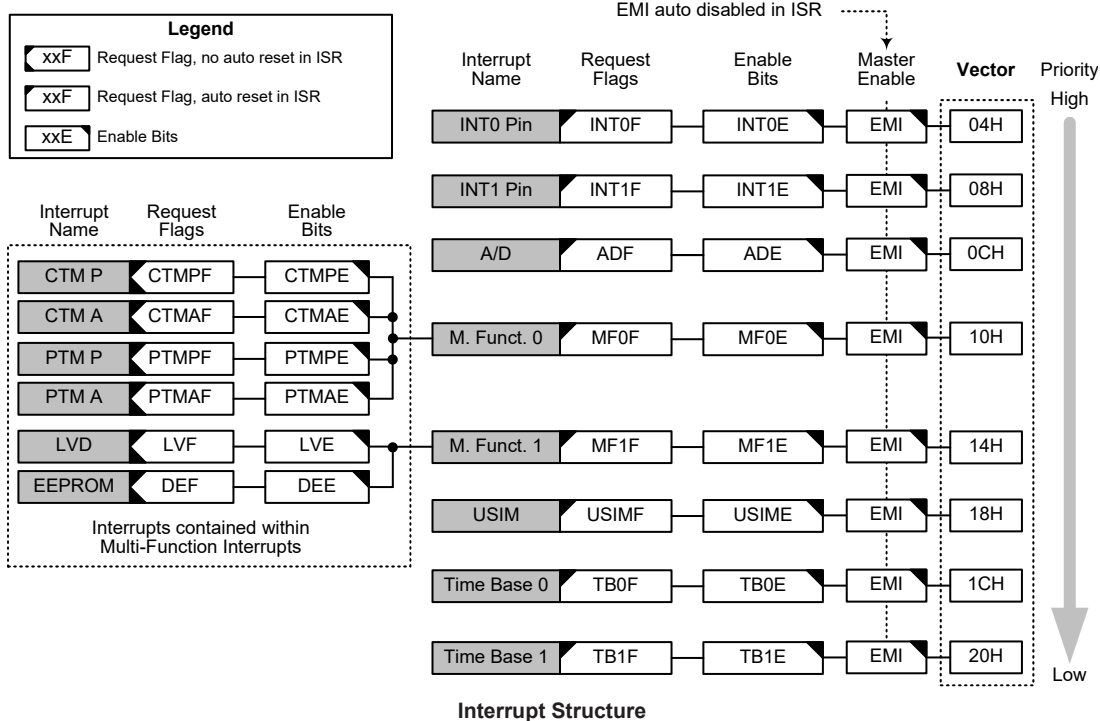 EMI auto disabled in ISR
Legend
xxF Request Flag, no auto reset in ISR
xxF Request Flag, auto reset in ISR
xxE Enable Bits
Interrupt Name Request Flags Enable Bits Master Enable Vector Priority
High
INT0 Pin INT0F INT0E EMI 04H
INT1 Pin INT1F INT1E EMI 08H
A/D ADF ADE EMI 0CH
M. Funct. 0 MF0F MF0E EMI 10H
M. Funct. 1 MF1F MF1E EMI 14H
USIM USIMF USIME EMI 18H
Time Base 0 TB0F TB0E EMI 1CH
Time Base 1 TB1F TB1E EMI 20H
Low
Interrupt Name Request Flags Enable Bits
CTM P CTMPF CTMPE
CTM A CTMAF CTMAE
PTM P PTMPF PTMPE
PTM A PTMAF PTMAE
LVD LVF LVE
EEPROM DEF DEE
Interrupts contained within
Multi-Function Interrupts
Interrupt Structure